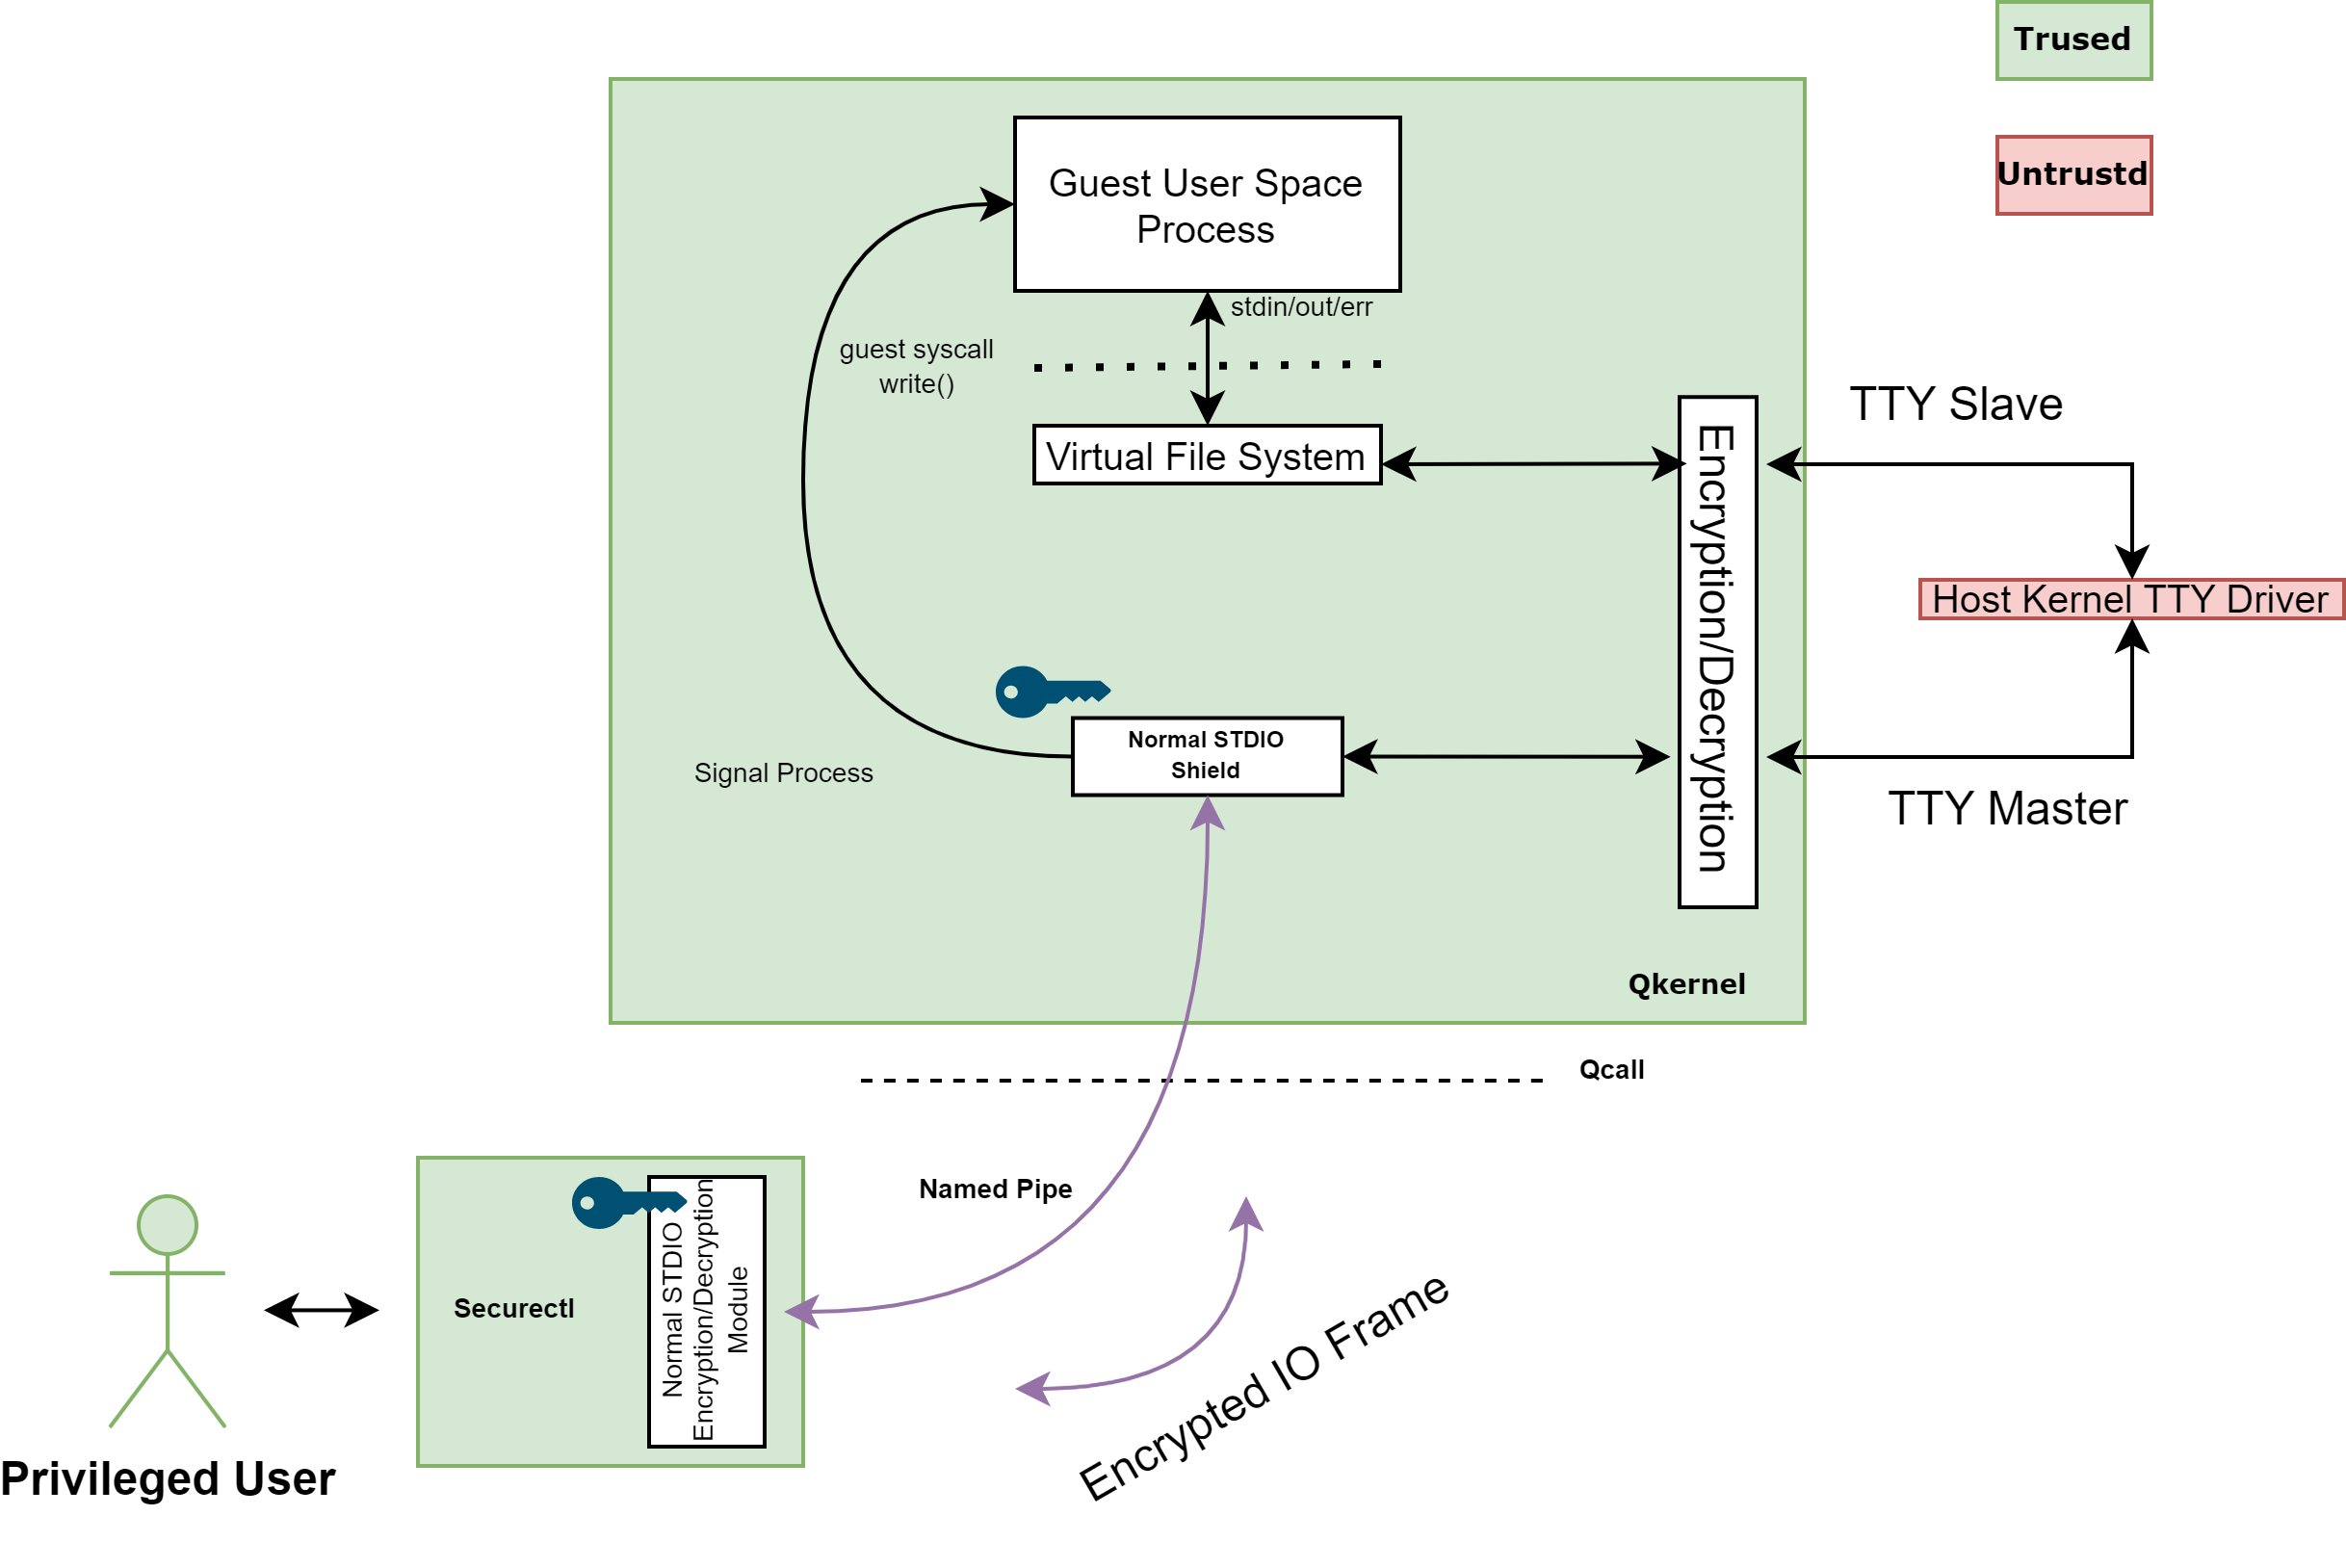 Trused
Untrustd
Guest User Space
Process
stdin/out/err
guest syscall
write()
Virtual File System
TTY Slave
Encryption/Decryption
Host Kernel TTY Driver
Normal STDIO
Shield
Signal Process
TTY Master
Qkernel
Qcall
Named Pipe
Normal STDIO
Encryption/Decryption
Module
Securectl
Encrypted IO Frame
Privileged User